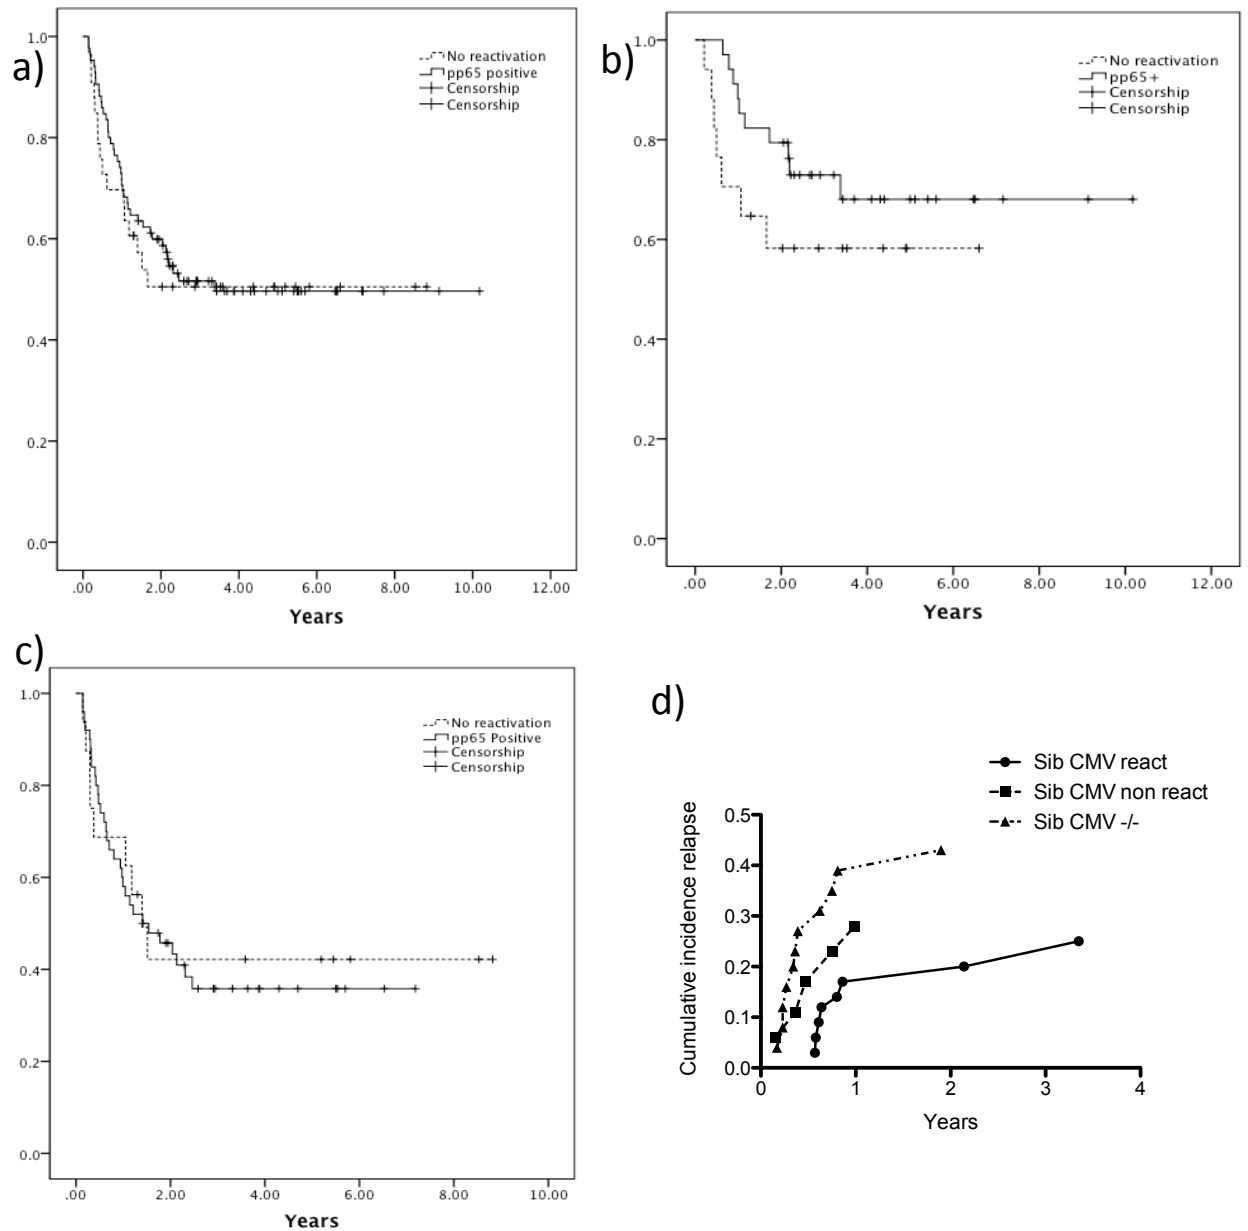 a)
1.0
0.8
0.6
0.4
0.2
0.0
No reactivation
pp65 positive
Censorship
Censorship
.00 2.00 4.00 6.00 8.00 10.00 12.00
Years
b)
1.0
0.8
0.6
0.4
0.2
0.0
No reactivation
pp65+
Censorship
Censorship
.00 2.00 4.00 6.00 8.00 10.00 12.00
Years
c)
1.0
0.8
0.6
0.4
0.2
0.0
No reactivation
pp65 Positive
Censorship
Censorship
.00 2.00 4.00 6.00 8.00 10.00
Years
d)
Sib CMV react
Sib CMV non react
Sib CMV -/-
Cumulative incidence relapse
0.5
0.4
0.3
0.2
0.1
0.0
0 1 2 3 4
Years